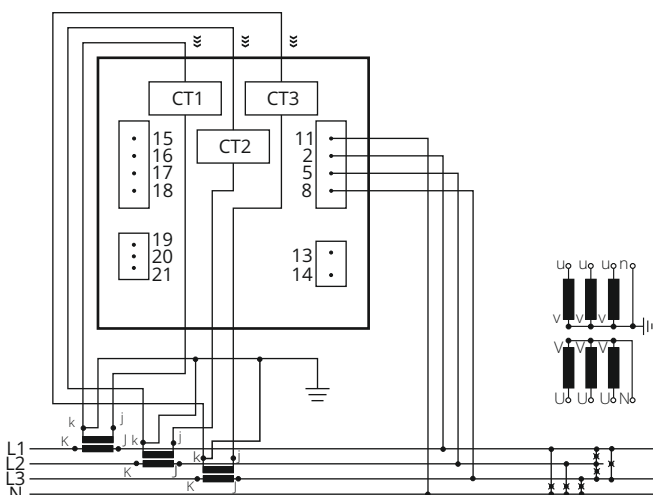 CT1
CT3
CT2
15
16
17
18
11
2
5
8
19
20
21
13
14
u u u n
v v v
V V V
U U U N
k j
K J k j
K J k j
K J
L1
L2
L3
N